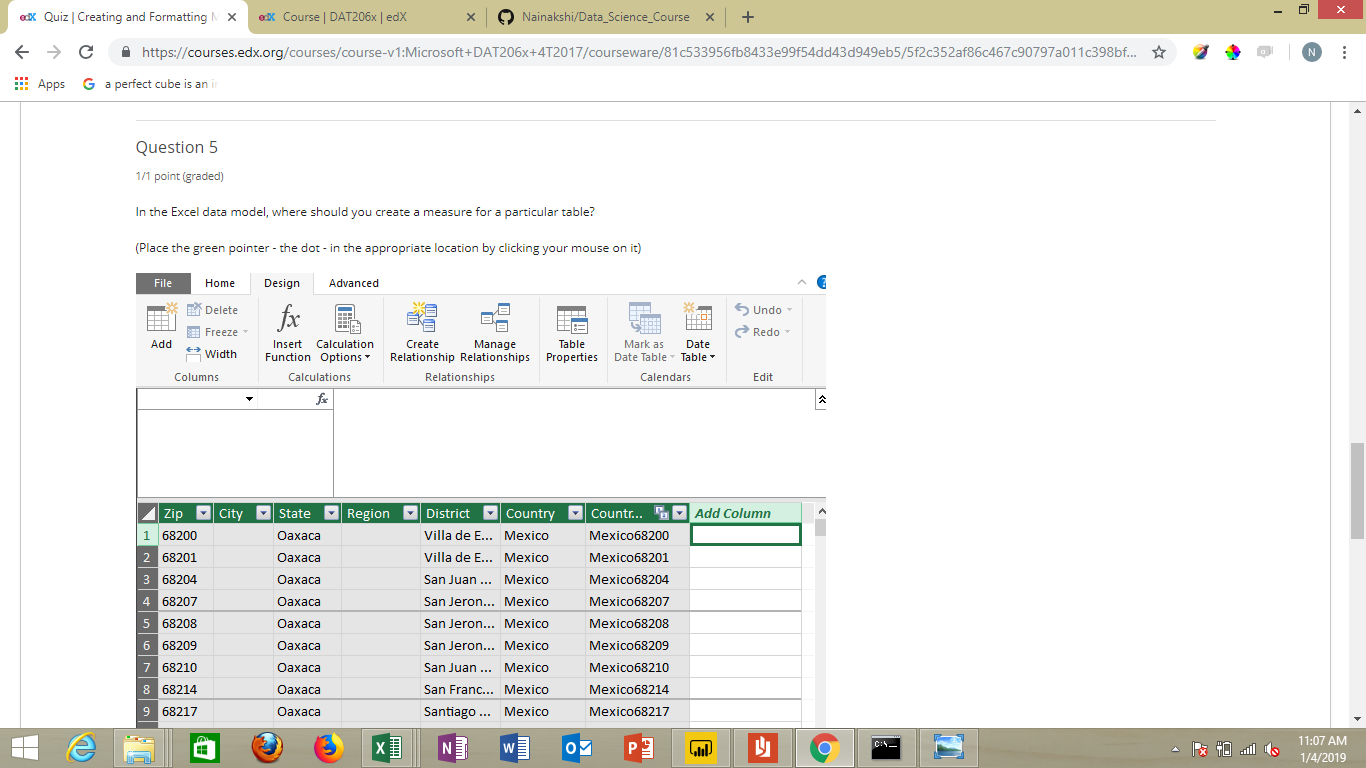 Quiz | Creating and Formatting M
Course | DAT206x | edX
Nainakshi/Data_Science_Course
https://courses.edx.org/courses/course-v1:Microsoft+DAT206x+4T2017/courseware/81c533956fb8433e99f54dd43d949eb5/5f2c352af86c467c90797a011c398bf...
N
Apps
G a perfect cube is an i
Question 5
1/1 point (graded)
In the Excel data model, where should you create a measure for a particular table?
(Place the green pointer - the dot - in the appropriate location by clicking your mouse on it)
File Home Design Advanced
Add
Delete
Freeze
Width
Columns
Insert Function
Calculation Options
Calculations
Create Relationship
Manage Relationships
Relationships
Table Properties
Mark as Date Table
Date Table
Calendars
Undo
Redo
Edit
fx
Zip City State Region District Country Countr... Add Column
1 68200 Oaxaca Villa de E... Mexico Mexico68200
2 68201 Oaxaca Villa de E... Mexico Mexico68201
3 68204 Oaxaca San Juan ... Mexico Mexico68204
4 68207 Oaxaca San Jeron... Mexico Mexico68207
5 68208 Oaxaca San Jeron... Mexico Mexico68208
6 68209 Oaxaca San Jeron... Mexico Mexico68209
7 68210 Oaxaca San Juan ... Mexico Mexico68210
8 68214 Oaxaca San Franc... Mexico Mexico68214
9 68217 Oaxaca Santiago ... Mexico Mexico68217
11:07 AM
1/4/2019